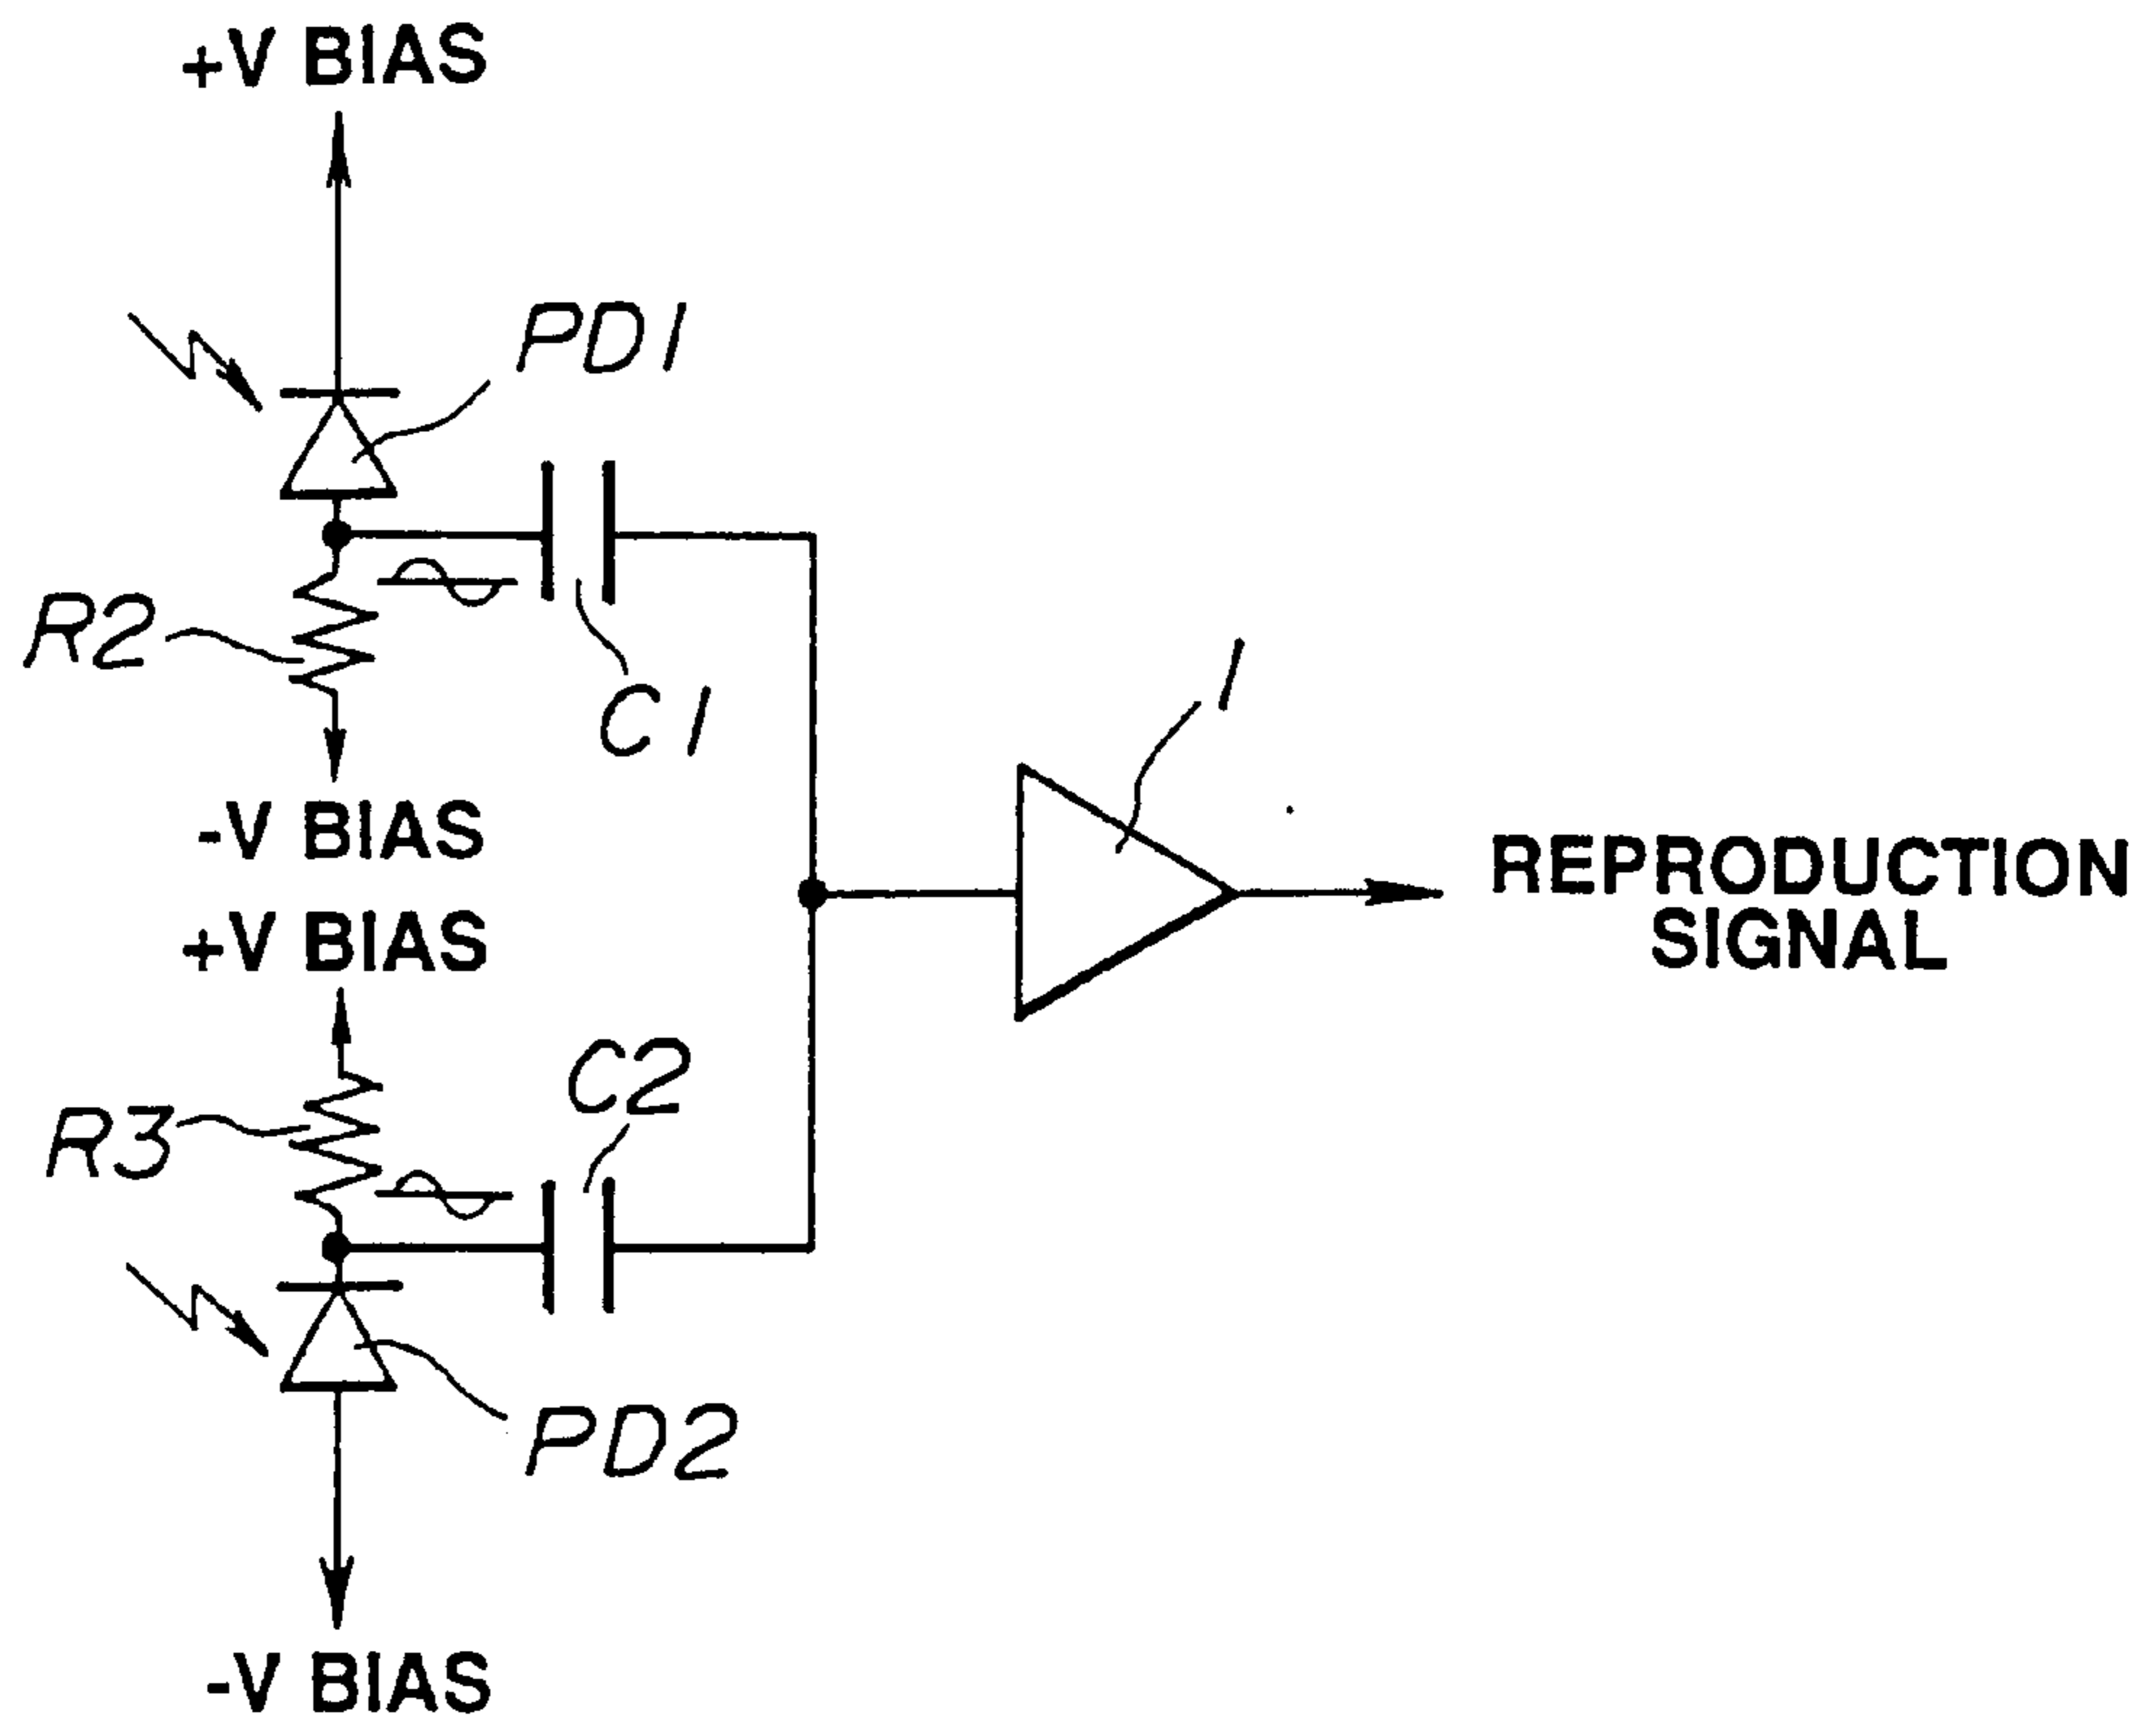 +V BIAS
PD1
R2
C1
1
-V BIAS
REPRODUCTION
SIGNAL
+V BIAS
C2
R3
PD2
-V BIAS